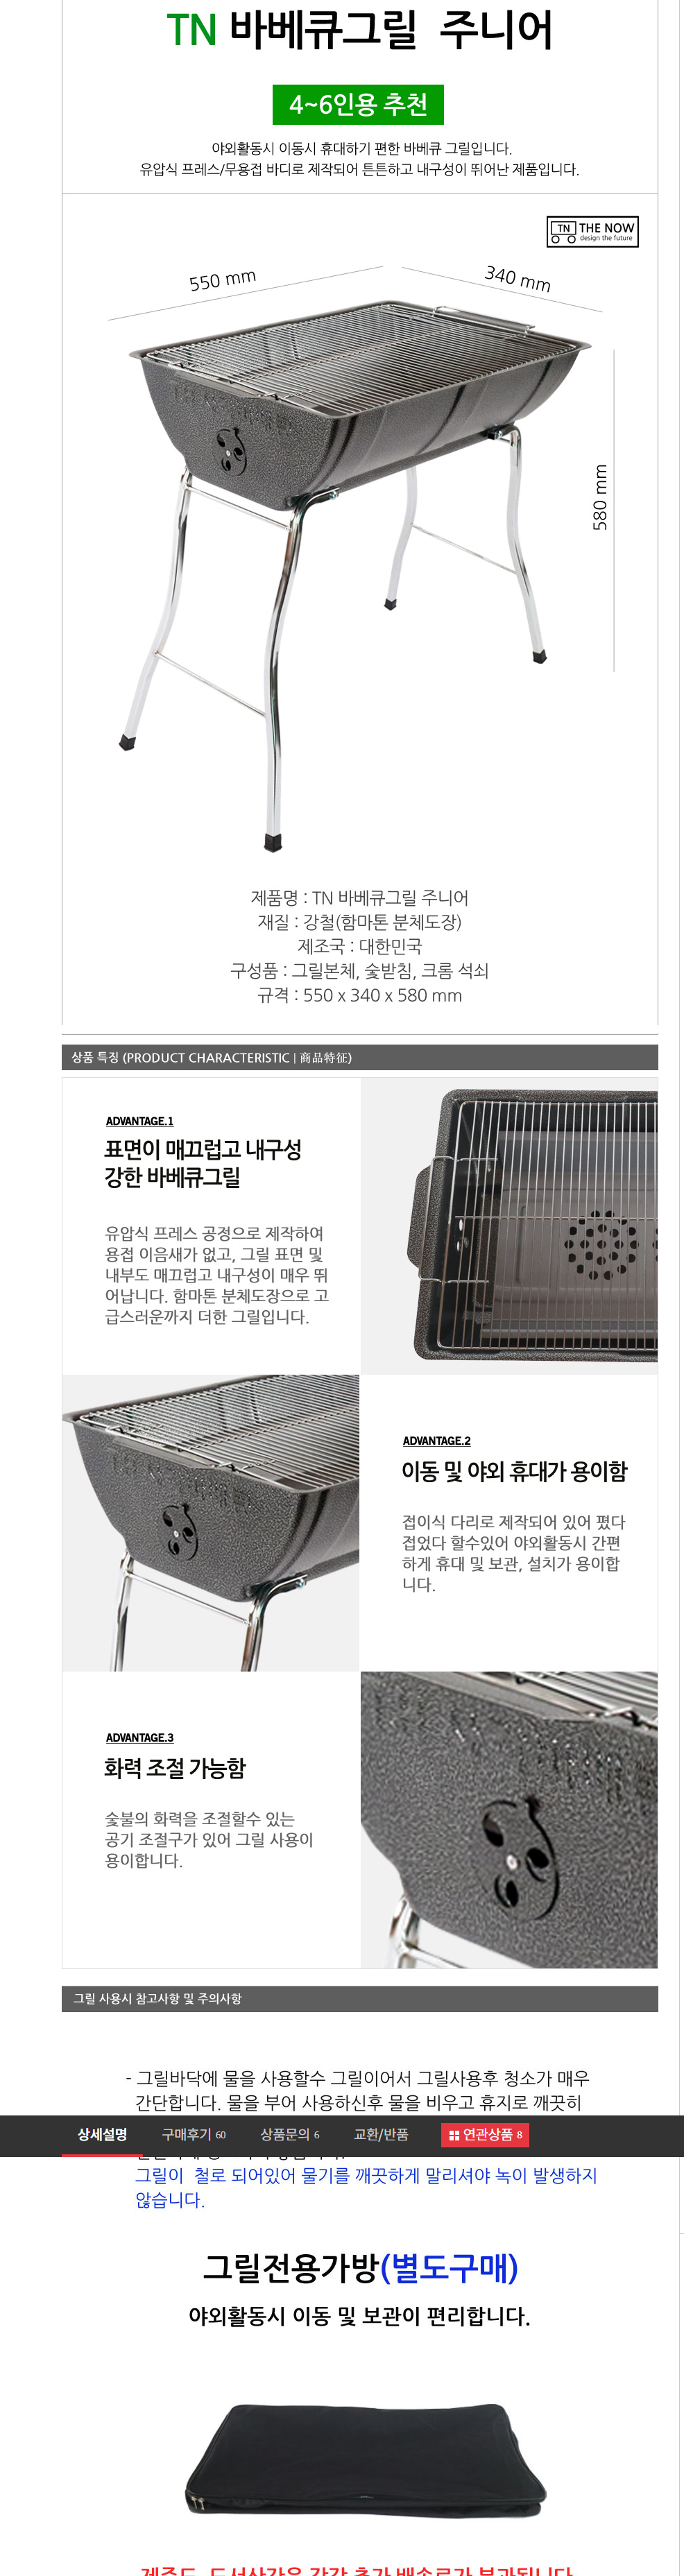 TN 바베큐그릴 주니어
4~6인용 추천
야외활동시 이동시 휴대하기 편한 바베큐 그릴입니다.
유압식 프레스/무용접 바디로 제작되어 튼튼하고 내구성이 뛰어난 제품입니다.
TN THE NOW
design the future
550 mm
340 mm
580 mm
제품명 : TN 바베큐그릴 주니어
재질 : 강철(함마톤 분체도장)
제조국 : 대한민국
구성품 : 그릴본체, 숯받침, 크롬 석쇠
규격 : 550 x 340 x 580 mm
상품 특징 (PRODUCT CHARACTERISTIC | 商品特征)
ADVANTAGE.1
표면이 매끄럽고 내구성
강한 바베큐그릴
유압식 프레스 공정으로 제작하여
용접 이음새가 없고, 그릴 표면 및
내부도 매끄럽고 내구성이 매우 뛰
어납니다. 함마톤 분체도장으로 고
급스러운까지 더한 그릴입니다.
ADVANTAGE.2
이동 및 야외 휴대가 용이함
접이식 다리로 제작되어 있어 폈다
접었다 할수있어 야외활동시 간편
하게 휴대 및 보관, 설치가 용이합
니다.
ADVANTAGE.3
화력 조절 가능함
숯불의 화력을 조절할수 있는
공기 조절구가 있어 그릴 사용이
용이합니다.
그릴 사용시 참고사항 및 주의사항
- 그릴바닥에 물을 사용할수 그릴이어서 그릴사용후 청소가 매우
간단합니다. 물을 부어 사용하신후 물을 비우고 휴지로 깨끗히
상세설명 구매후기 60 상품문의 6 교환/반품 연관상품 8
그릴이 철로 되어있어 물기를 깨끗하게 말리셔야 녹이 발생하지
않습니다.
그릴전용가방(별도구매)
야외활동시 이동 및 보관이 편리합니다.